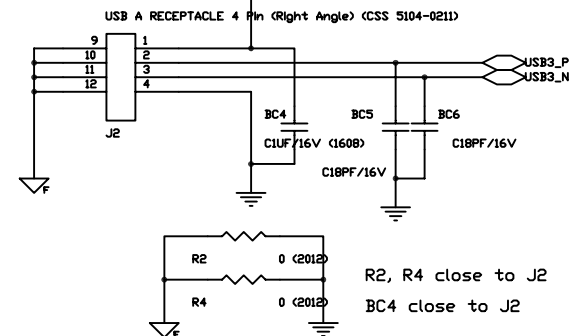 USB A RECEPTACLE 4 Pin (Right Angle) (CSS 5104-0211)
9 1
10 2
11 3
12 4
J2
USB3_P
USB3_N
BC4
C1UF/16V (1608)
BC5
BC6
C18PF/16V
C18PF/16V
F
R2 0 (2012)
R4 0 (2012)
F
R2, R4 close to J2
BC4 close to J2